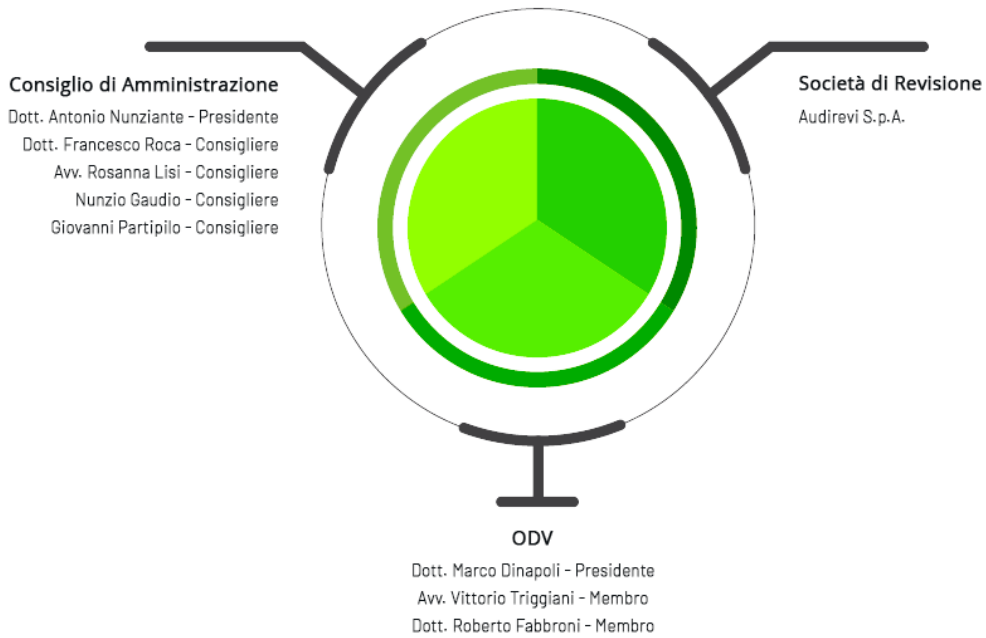 Consiglio di Amministrazione
Dott. Antonio Nunziante - Presidente
Dott. Francesco Roca - Consigliere
Avv. Rosanna Lisi - Consigliere
Nunzio Gaudio - Consigliere
Giovanni Partipilo - Consigliere
Società di Revisione
Audirevi S.p.A.
ODV
Dott. Marco Dinapoli - Presidente
Avv. Vittorio Triggiani - Membro
Dott. Roberto Fabbroni - Membro